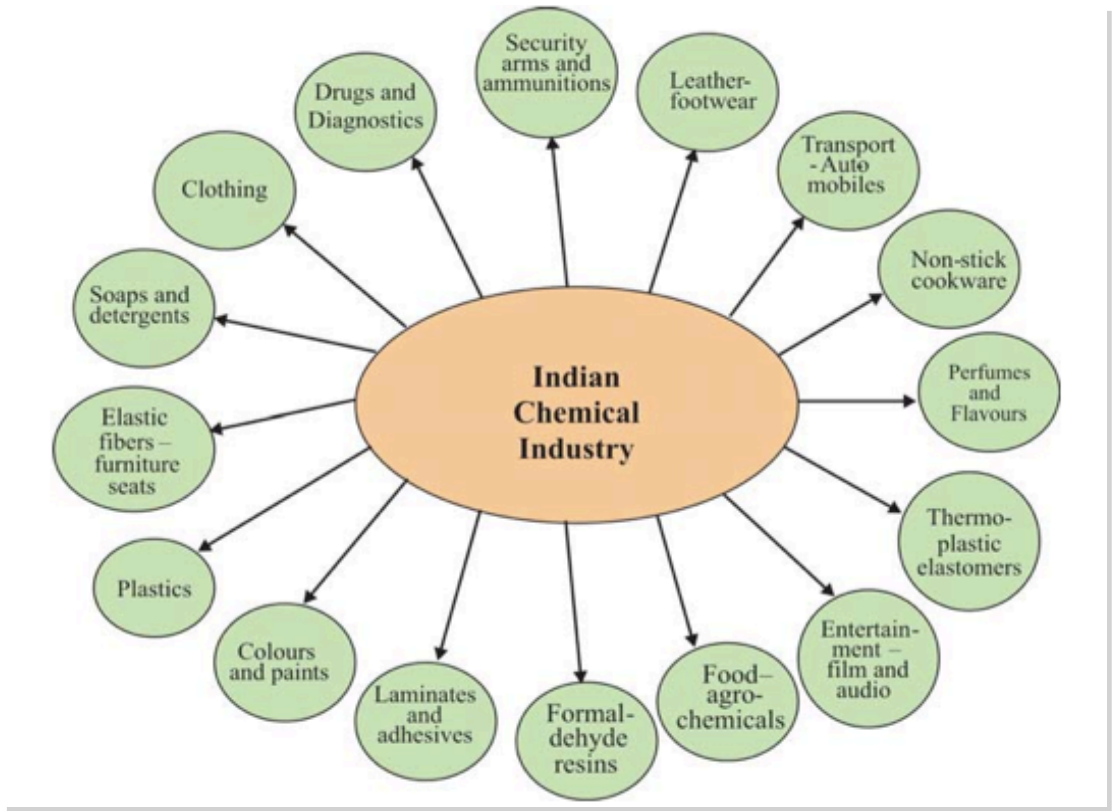 Security
arms and
ammunitions
Leather-
footwear
Drugs and
Diagnostics
Transport
- Auto
mobiles
Clothing
Non-stick
cookware
Soaps and
detergents
Perfumes
and
Flavours
Indian
Chemical
Industry
Elastic
fibers –
furniture
seats
Thermo-
plastic
elastomers
Plastics
Entertain-
ment –
film and
audio
Colours
and paints
Food–
agro-
chemicals
Laminates
and
adhesives
Formal-
dehyde
resins